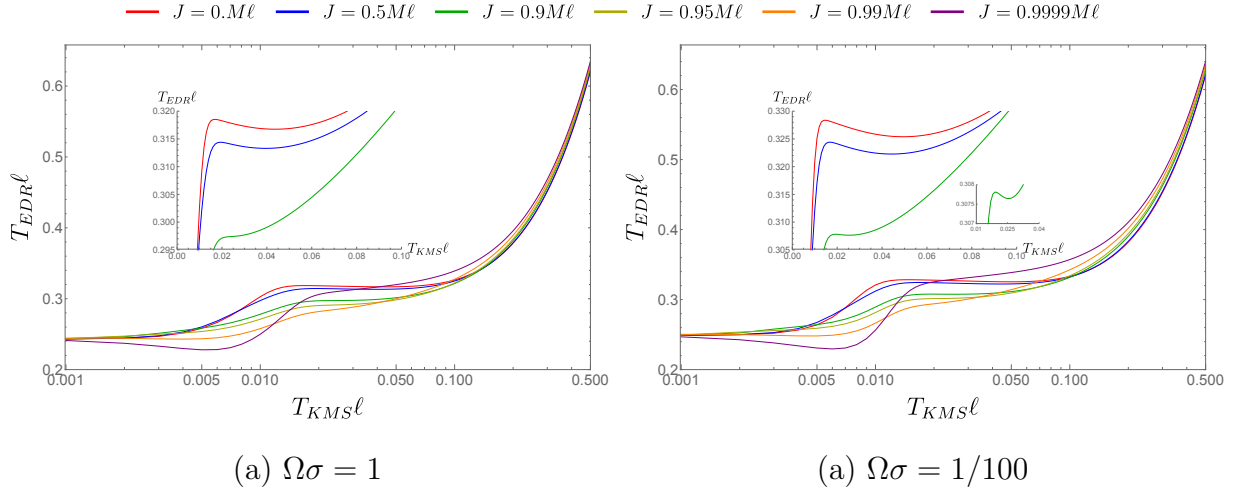 J = 0.Mℓ J = 0.5Mℓ J = 0.9Mℓ J = 0.95Mℓ J = 0.99Mℓ J = 0.9999Mℓ
T_EDRℓ
0.6
0.5
0.4
0.3
0.2
0.001 0.005 0.010 0.050 0.100 0.500
T_KMSℓ
T_EDRℓ
0.320
0.315
0.310
0.305
0.300
0.295
0.00 0.02 0.04 0.06 0.08 0.10
T_KMSℓ
(a) Ωσ = 1
T_EDRℓ
0.6
0.5
0.4
0.3
0.2
0.001 0.005 0.010 0.050 0.100 0.500
T_KMSℓ
T_EDRℓ
0.330
0.325
0.320
0.315
0.310
0.305
0.00 0.02 0.04 0.06 0.08 0.10
T_KMSℓ
0.308
0.3075
0.307
0.01 0.025 0.04
(a) Ωσ = 1/100